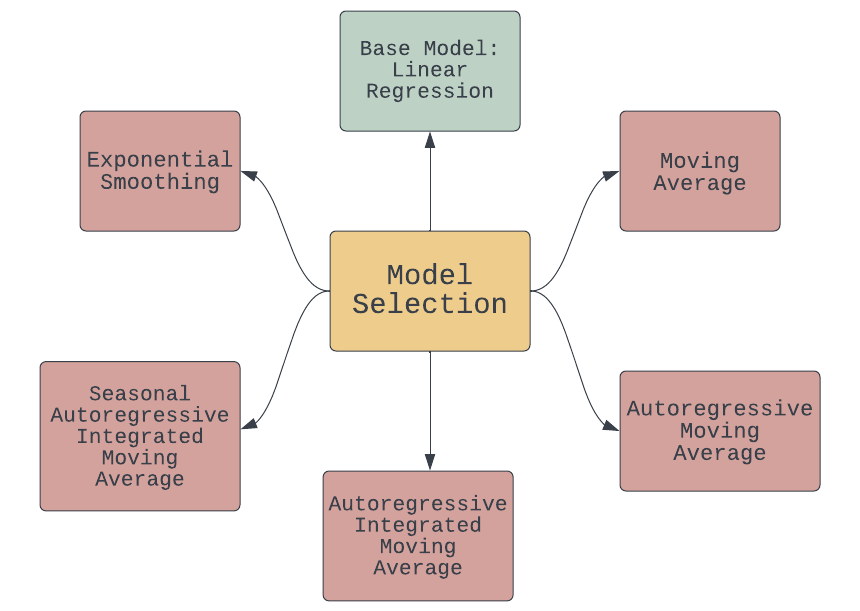 Base Model:
Linear
Regression
Exponential
Smoothing
Moving
Average
Model
Selection
Seasonal
Autoregressive
Integrated
Moving
Average
Autoregressive
Moving
Average
Autoregressive
Integrated
Moving
Average